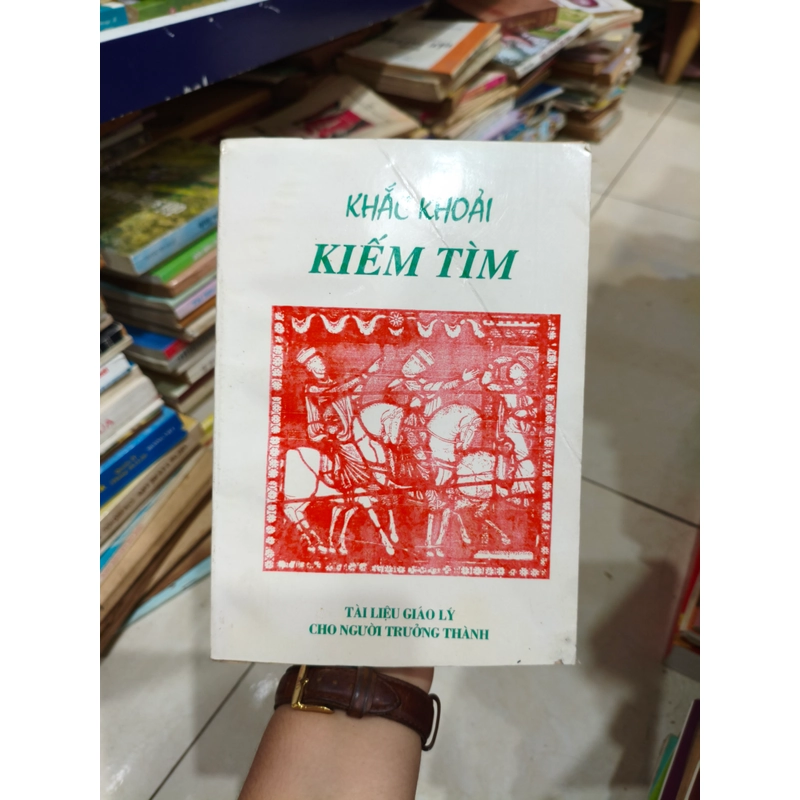 KHẮC KHOẢI
KIẾM TÌM
TÀI LIỆU GIÁO LÝ
CHO NGƯỜI TRƯỞNG THÀNH